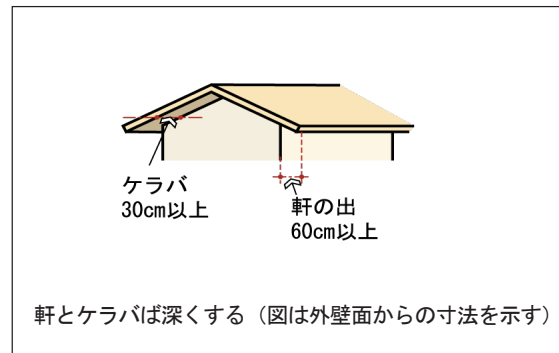 ケラバ
30cm以上
軒の出
60cm以上
軒とケラバば深くする（図は外壁面からの寸法を示す）